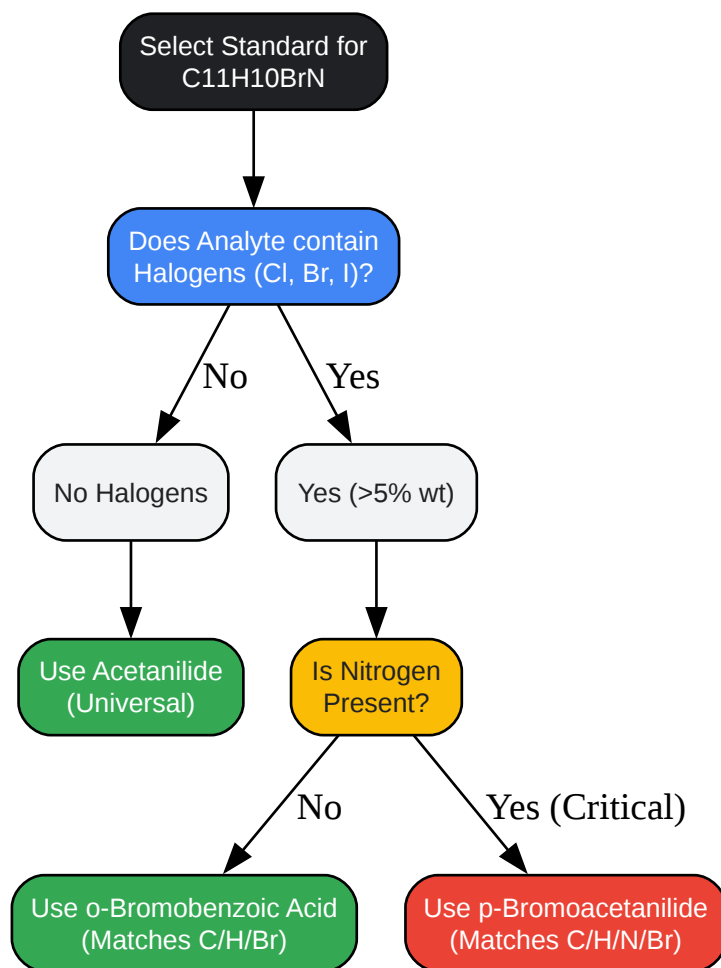 Select Standard for
C11H10BrN
Does Analyte contain
Halogens (Cl, Br, I)?
No
Yes
No Halogens
Yes (>5% wt)
Use Acetanilide
(Universal)
Is Nitrogen
Present?
No
Yes (Critical)
Use o-Bromobenzoic Acid
(Matches C/H/Br)
Use p-Bromoacetanilide
(Matches C/H/N/Br)